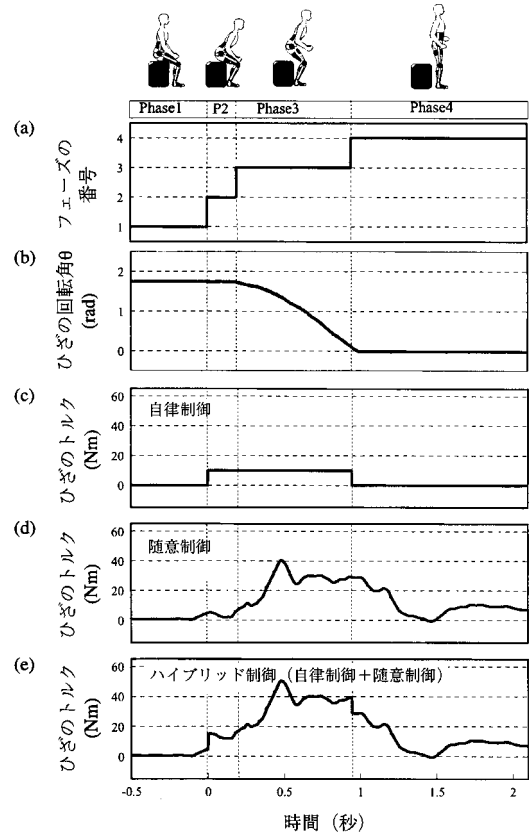 Phase1 P2 Phase3 Phase4
(a)
フェーズの
番号
4
3
2
1
(b)
ひざの回転角θ
(rad)
2
1
0
(c)
自律制御
ひざのトルク
(Nm)
60
40
20
0
(d)
随意制御
ひざのトルク
(Nm)
60
40
20
0
(e)
ハイブリッド制御（自律制御＋随意制御）
ひざのトルク
(Nm)
60
40
20
0
-0.5 0 0.5 1 1.5 2
時間（秒）